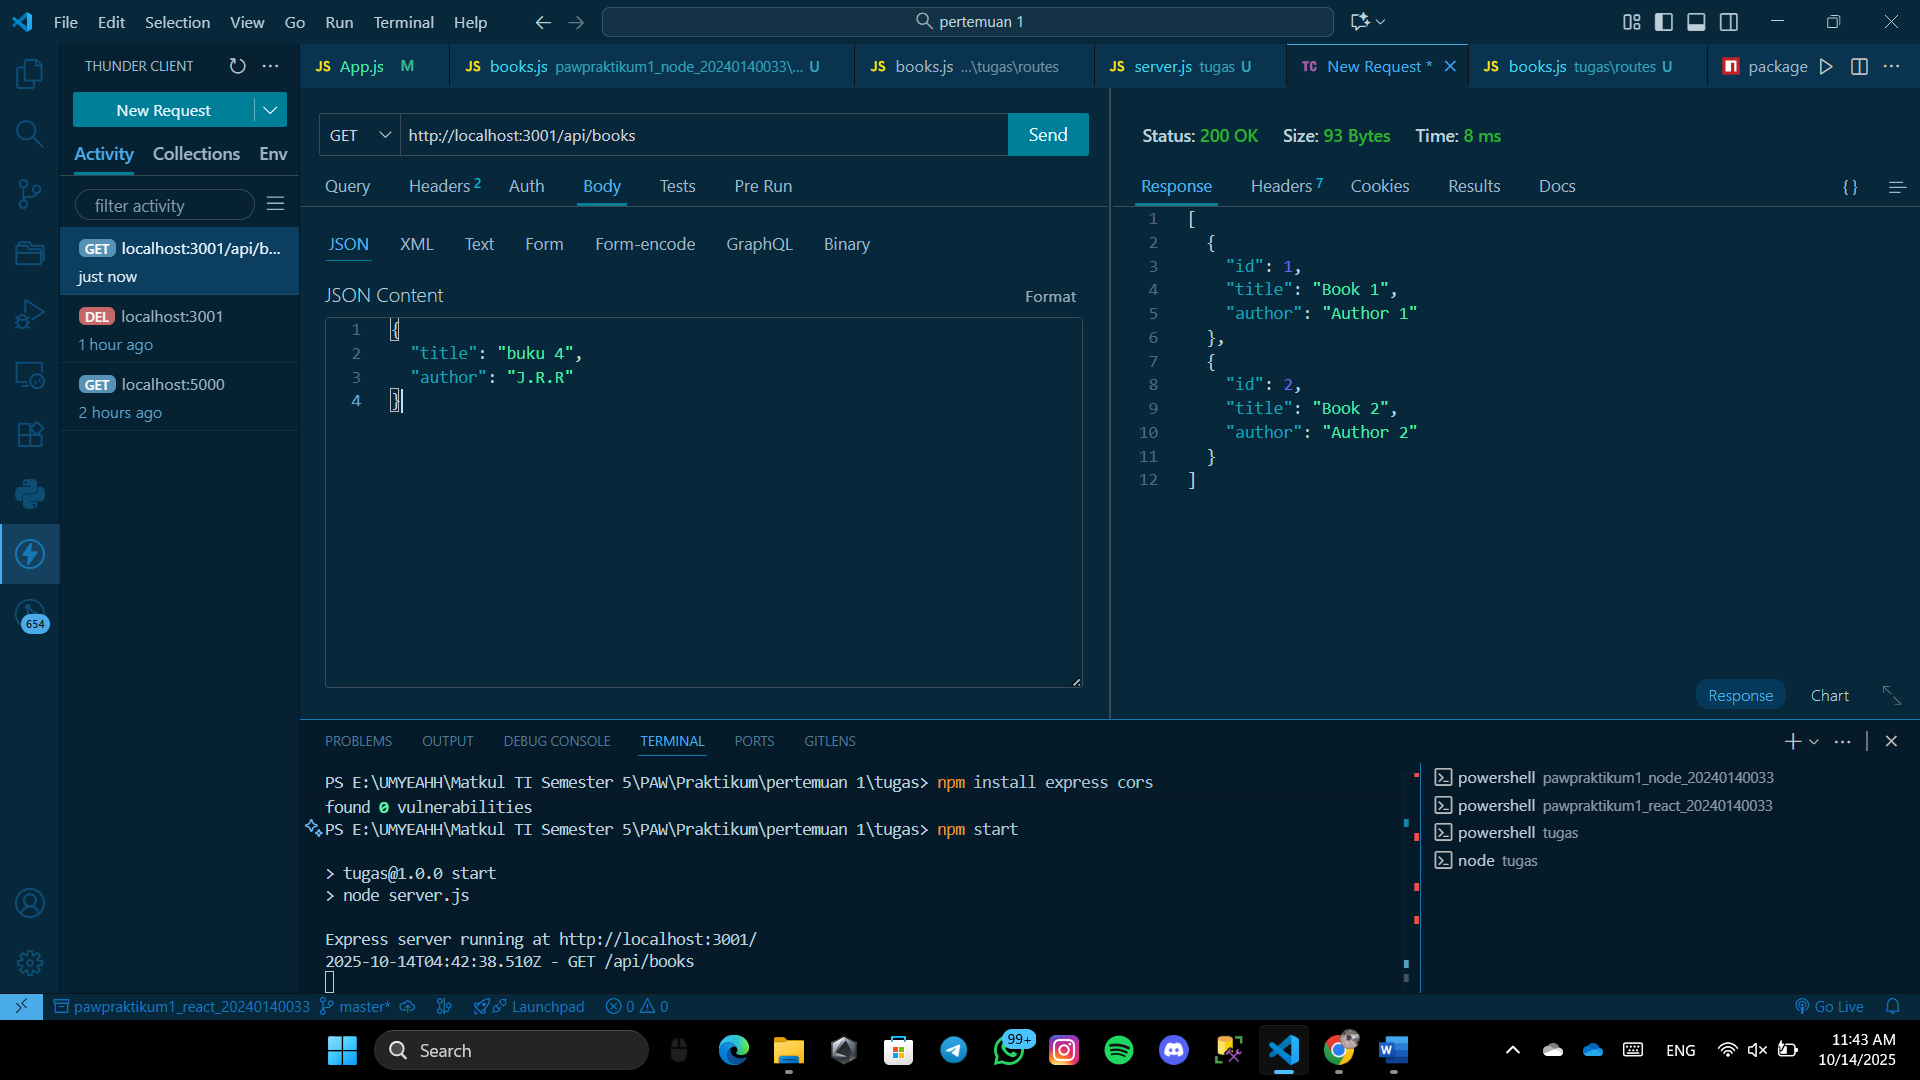 File Edit Selection View Go Run Terminal Help
pertemuan 1
THUNDER CLIENT
New Request
Activity Collections Env
filter activity
GET localhost:3001/api/b...
just now
DEL localhost:3001
1 hour ago
GET localhost:5000
2 hours ago
654
JS App.js M
JS books.js pawpraktikum1_node_20240140033\... U
JS books.js ...\tugas\routes
JS server.js tugas U
TC New Request *
JS books.js tugas\routes U
package
GET http://localhost:3001/api/books Send
Query Headers 2 Auth Body Tests Pre Run
JSON XML Text Form Form-encode GraphQL Binary
JSON Content Format
1 {
2 "title": "buku 4",
3 "author": "J.R.R"
4 }
Status: 200 OK Size: 93 Bytes Time: 8 ms
Response Headers 7 Cookies Results Docs {}
1 [
2 {
3 "id": 1,
4 "title": "Book 1",
5 "author": "Author 1"
6 },
7 {
8 "id": 2,
9 "title": "Book 2",
10 "author": "Author 2"
11 }
12 ]
Response Chart
PROBLEMS OUTPUT DEBUG CONSOLE TERMINAL PORTS GITLENS
PS E:\UMYEAHH\Matkul TI Semester 5\PAW\Praktikum\pertemuan 1\tugas> npm install express cors
found 0 vulnerabilities
PS E:\UMYEAHH\Matkul TI Semester 5\PAW\Praktikum\pertemuan 1\tugas> npm start
> tugas@1.0.0 start
> node server.js
Express server running at http://localhost:3001/
2025-10-14T04:42:38.510Z - GET /api/books
powershell pawpraktikum1_node_20240140033
powershell pawpraktikum1_react_20240140033
powershell tugas
node tugas
pawpraktikum1_react_20240140033 master* Launchpad 0 0 Go Live
Search
99+
W
ENG
11:43 AM
10/14/2025